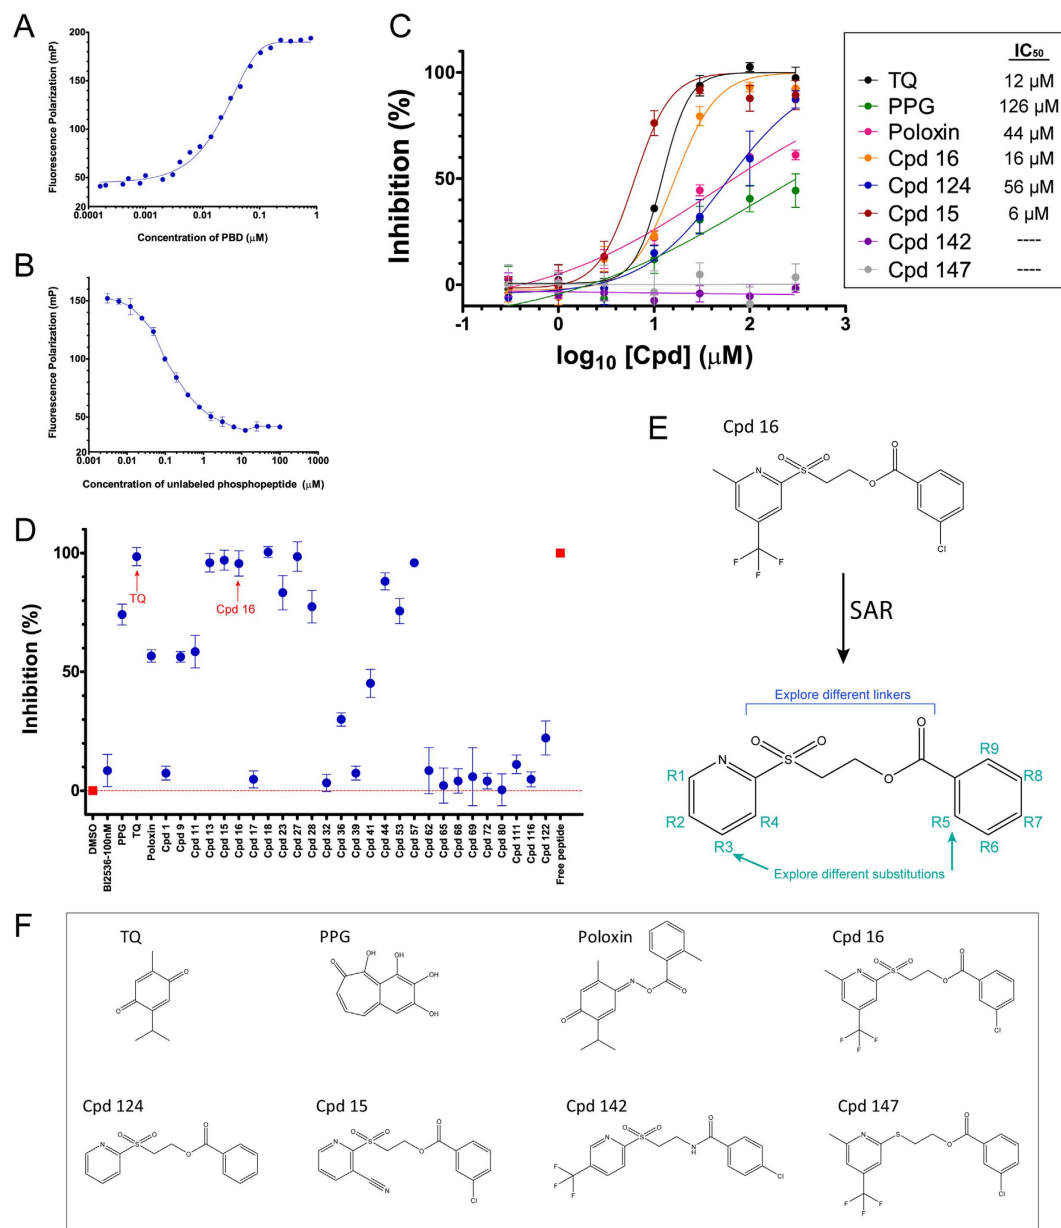 A
Fluorescence Polarization (mP)
200
150
100
50
20
0.0001
0.001
0.01
0.1
1
Concentration of PBD (μM)
B
Fluorescence Polarization (mP)
150
100
50
20
0.001
0.01
0.1
1
10
100
1000
Concentration of unlabeled phosphopeptide (μM)
C
Inhibition (%)
100
50
0
-1
0
1
2
3
log10 [Cpd] (μM)
IC50
TQ 12 μM
PPG 126 μM
Poloxin 44 μM
Cpd 16 16 μM
Cpd 124 56 μM
Cpd 15 6 μM
Cpd 142 ----
Cpd 147 ----
D
Inhibition (%)
100
50
0
TQ
Cpd 16
DMSO
BI2536-100nM
PPG
TQ
Poloxin
Cpd 1
Cpd 9
Cpd 11
Cpd 13
Cpd 15
Cpd 16
Cpd 17
Cpd 18
Cpd 23
Cpd 27
Cpd 28
Cpd 32
Cpd 36
Cpd 39
Cpd 41
Cpd 44
Cpd 53
Cpd 57
Cpd 62
Cpd 65
Cpd 68
Cpd 69
Cpd 72
Cpd 80
Cpd 111
Cpd 116
Cpd 122
Free peptide
E
Cpd 16
O
O
O
N
S
O
F
F
F
Cl
SAR
Explore different linkers
O
O
O
N
S
O
R1
R2
R3
R4
R5
R6
R7
R8
R9
Explore different substitutions
F
TQ
O
O
PPG
O
OH
OH
OH
OH
Poloxin
N
O
O
O
Cpd 16
O
O
O
N
S
O
F
F
F
Cl
Cpd 124
O
O
O
N
S
O
Cpd 15
O
O
O
N
S
O
N
Cl
Cpd 142
O
O
O
N
S
N
H
F
F
F
Cl
Cpd 147
O
N
S
O
F
F
F
Cl